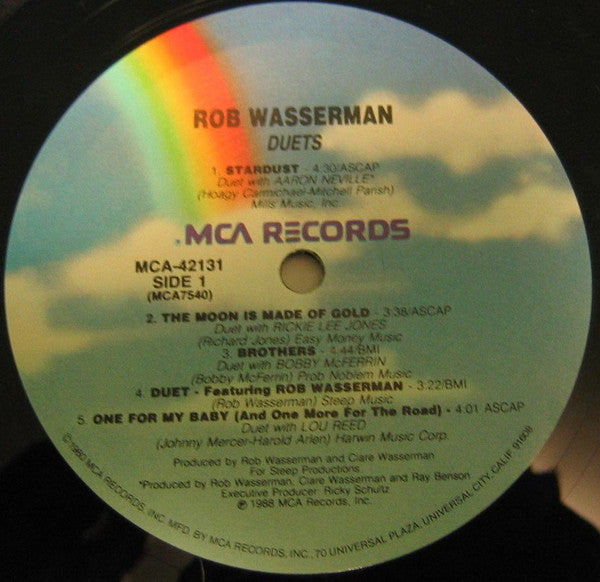 ROB WASSERMAN
DUETS
1. STARDUST - 4:30/ASCAP
Duet with AARON NEVILLE*
(Hoagy Carmichael-Mitchell Parish)
Mills Music, Inc.
MCA RECORDS
MCA-42131
SIDE 1
(MCA7540)
2. THE MOON IS MADE OF GOLD - 3:38/ASCAP
Duet with RICKIE LEE JONES
(Richard Jones) Easy Money Music
3. BROTHERS - 4:44/BMI
Duet with BOBBY McFERRIN
(Bobby McFerrin) Prob Noblem Music
4. DUET - Featuring ROB WASSERMAN - 3:22/BMI
(Rob Wasserman) Sleep Music
5. ONE FOR MY BABY (And One More For The Road) - 4:01 ASCAP
Duet with LOU REED
(Johnny Mercer-Harold Arlen) Harwin Music Corp.
Produced by Rob Wasserman and Clare Wasserman
For Sleep Productions
*Produced by Rob Wasserman, Clare Wasserman and Ray Benson
Executive Producer: Ricky Schultz
℗ 1988 MCA Records, Inc.
©1980 MCA RECORDS, INC. MFD. BY MCA RECORDS, INC., 70 UNIVERSAL PLAZA, UNIVERSAL CITY, CALIF. 91608